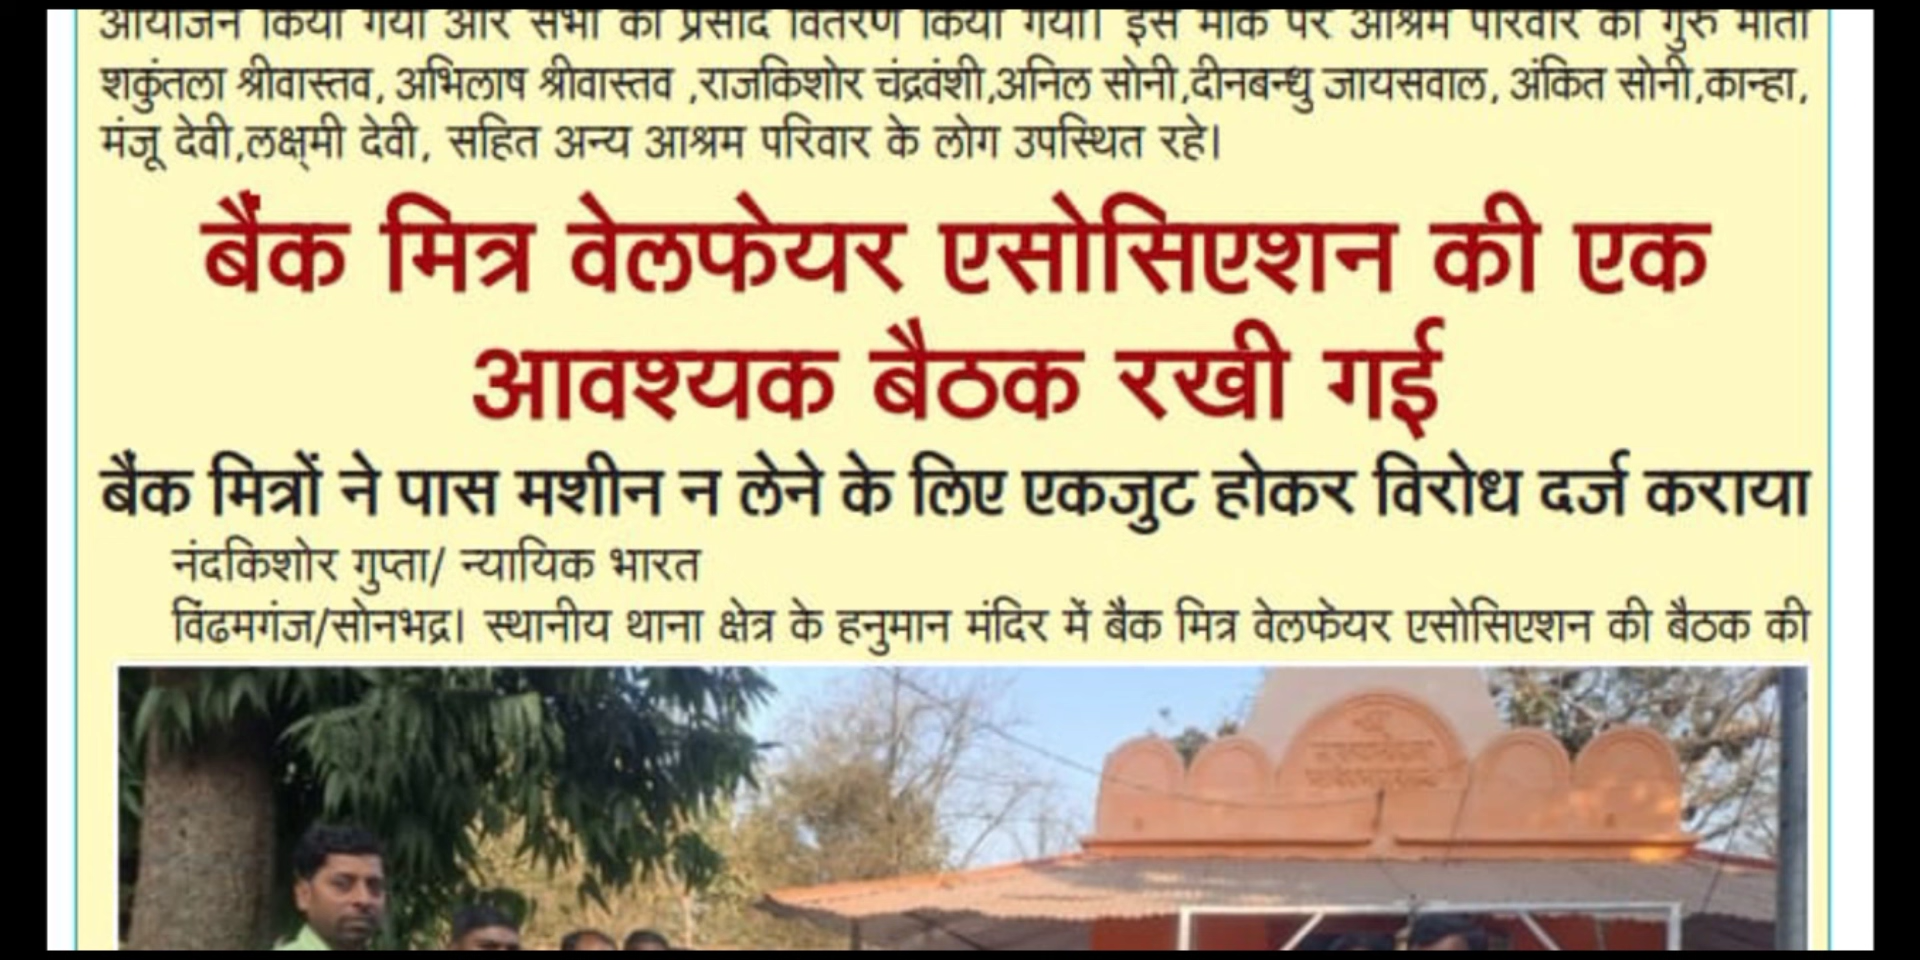 आयोजन किया गया और सभी को प्रसाद वितरण किया गया। इस मौके पर आश्रम परिवार की गुरु माता
शकुंतला श्रीवास्तव, अभिलाष श्रीवास्तव ,राजकिशोर चंद्रवंशी,अनिल सोनी,दीनबन्धु जायसवाल, अंकित सोनी,कान्हा,
मंजू देवी,लक्ष्मी देवी, सहित अन्य आश्रम परिवार के लोग उपस्थित रहे।
बैंक मित्र वेलफेयर एसोसिएशन की एक
आवश्यक बैठक रखी गई
बैंक मित्रों ने पास मशीन न लेने के लिए एकजुट होकर विरोध दर्ज कराया
नंदकिशोर गुप्ता/ न्यायिक भारत
विंढमगंज/सोनभद्र। स्थानीय थाना क्षेत्र के हनुमान मंदिर में बैंक मित्र वेलफेयर एसोसिएशन की बैठक की